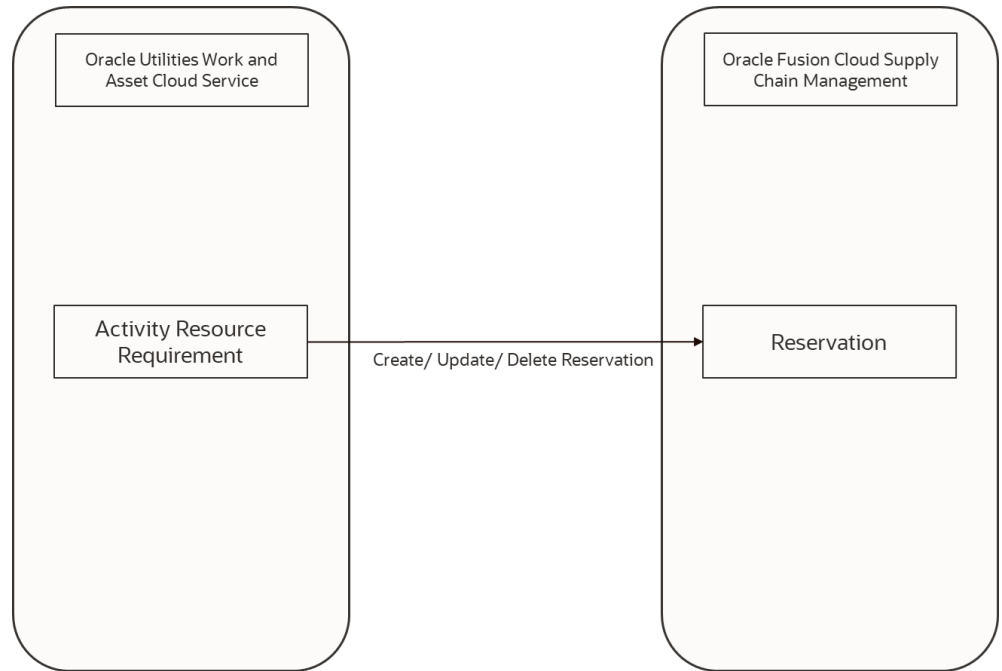 Oracle Utilities Work and
Asset Cloud Service
Oracle Fusion Cloud Supply
Chain Management
Activity Resource
Requirement
Create/ Update/ Delete Reservation
Reservation